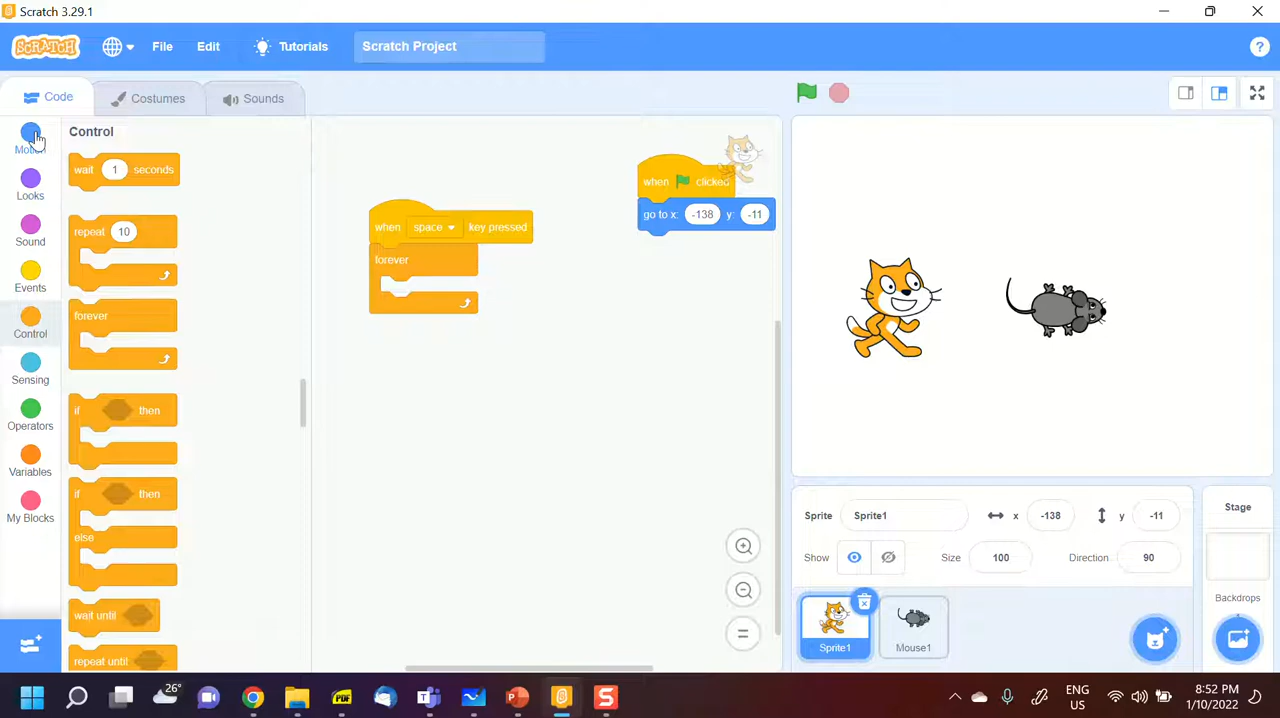 Scratch 3.29.1
SCRATCH
File
Edit
Tutorials
Scratch Project
?
Code
Costumes
Sounds
Motion
Looks
Sound
Events
Control
Sensing
Operators
Variables
My Blocks
Control
wait 1 seconds
repeat 10
forever
if then
if then
else
wait until
repeat until
when space key pressed
forever
when clicked
go to x: -138 y: -11
Sprite Sprite1 x -138 y -11
Show Size 100 Direction 90
Sprite1
Mouse1
Stage
Backdrops
26°
PDF
S
ENG
US
8:52 PM
1/10/2022